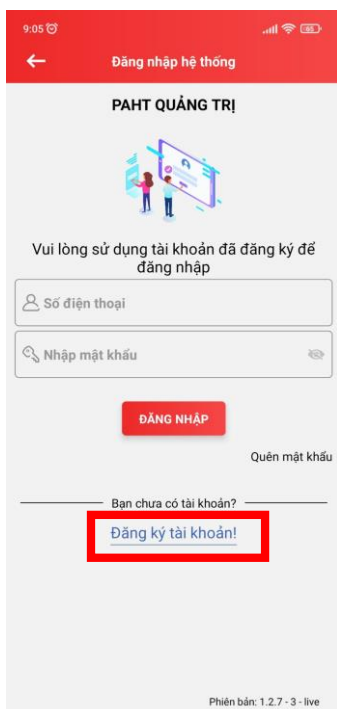 9:05
Đăng nhập hệ thống
PAHT QUẢNG TRỊ
Vui lòng sử dụng tài khoản đã đăng ký để
đăng nhập
Số điện thoại
Nhập mật khẩu
ĐĂNG NHẬP
Quên mật khẩu
Bạn chưa có tài khoản?
Đăng ký tài khoản!
Phiên bản: 1.2.7 - 3 - live